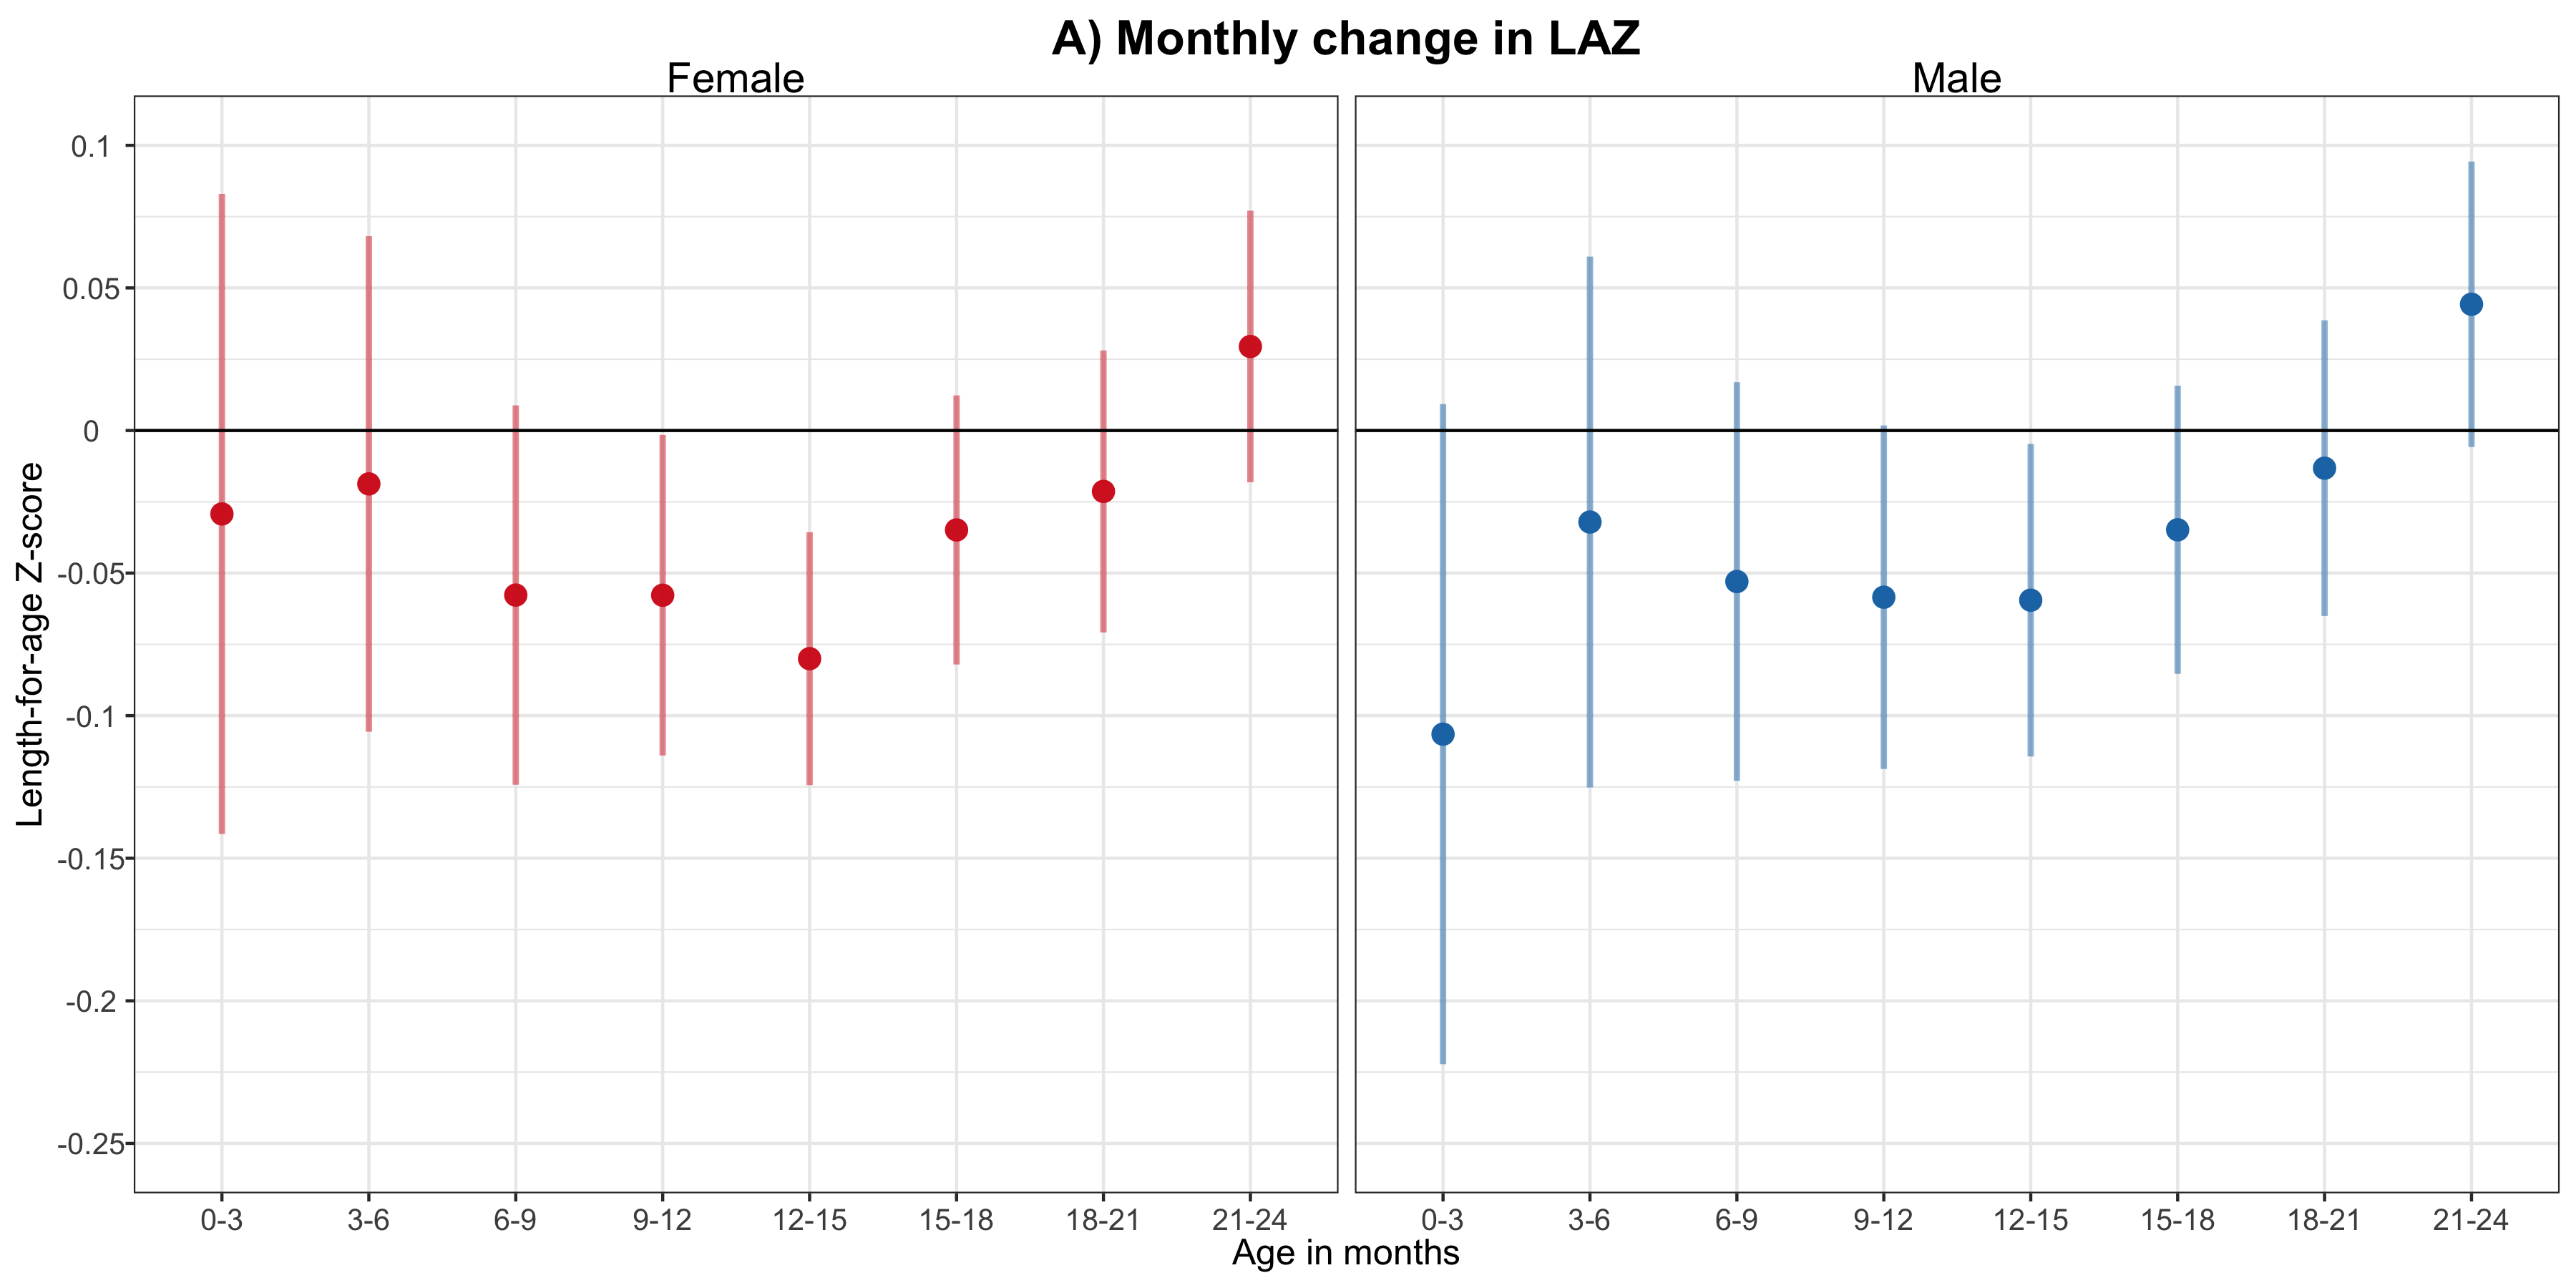 A) Monthly change in LAZ
Female
Male
Length-for-age Z-score
0.1
0.05
0
-0.05
-0.1
-0.15
-0.2
-0.25
0-3 3-6 6-9 9-12 12-15 15-18 18-21 21-24
0-3 3-6 6-9 9-12 12-15 15-18 18-21 21-24
Age in months